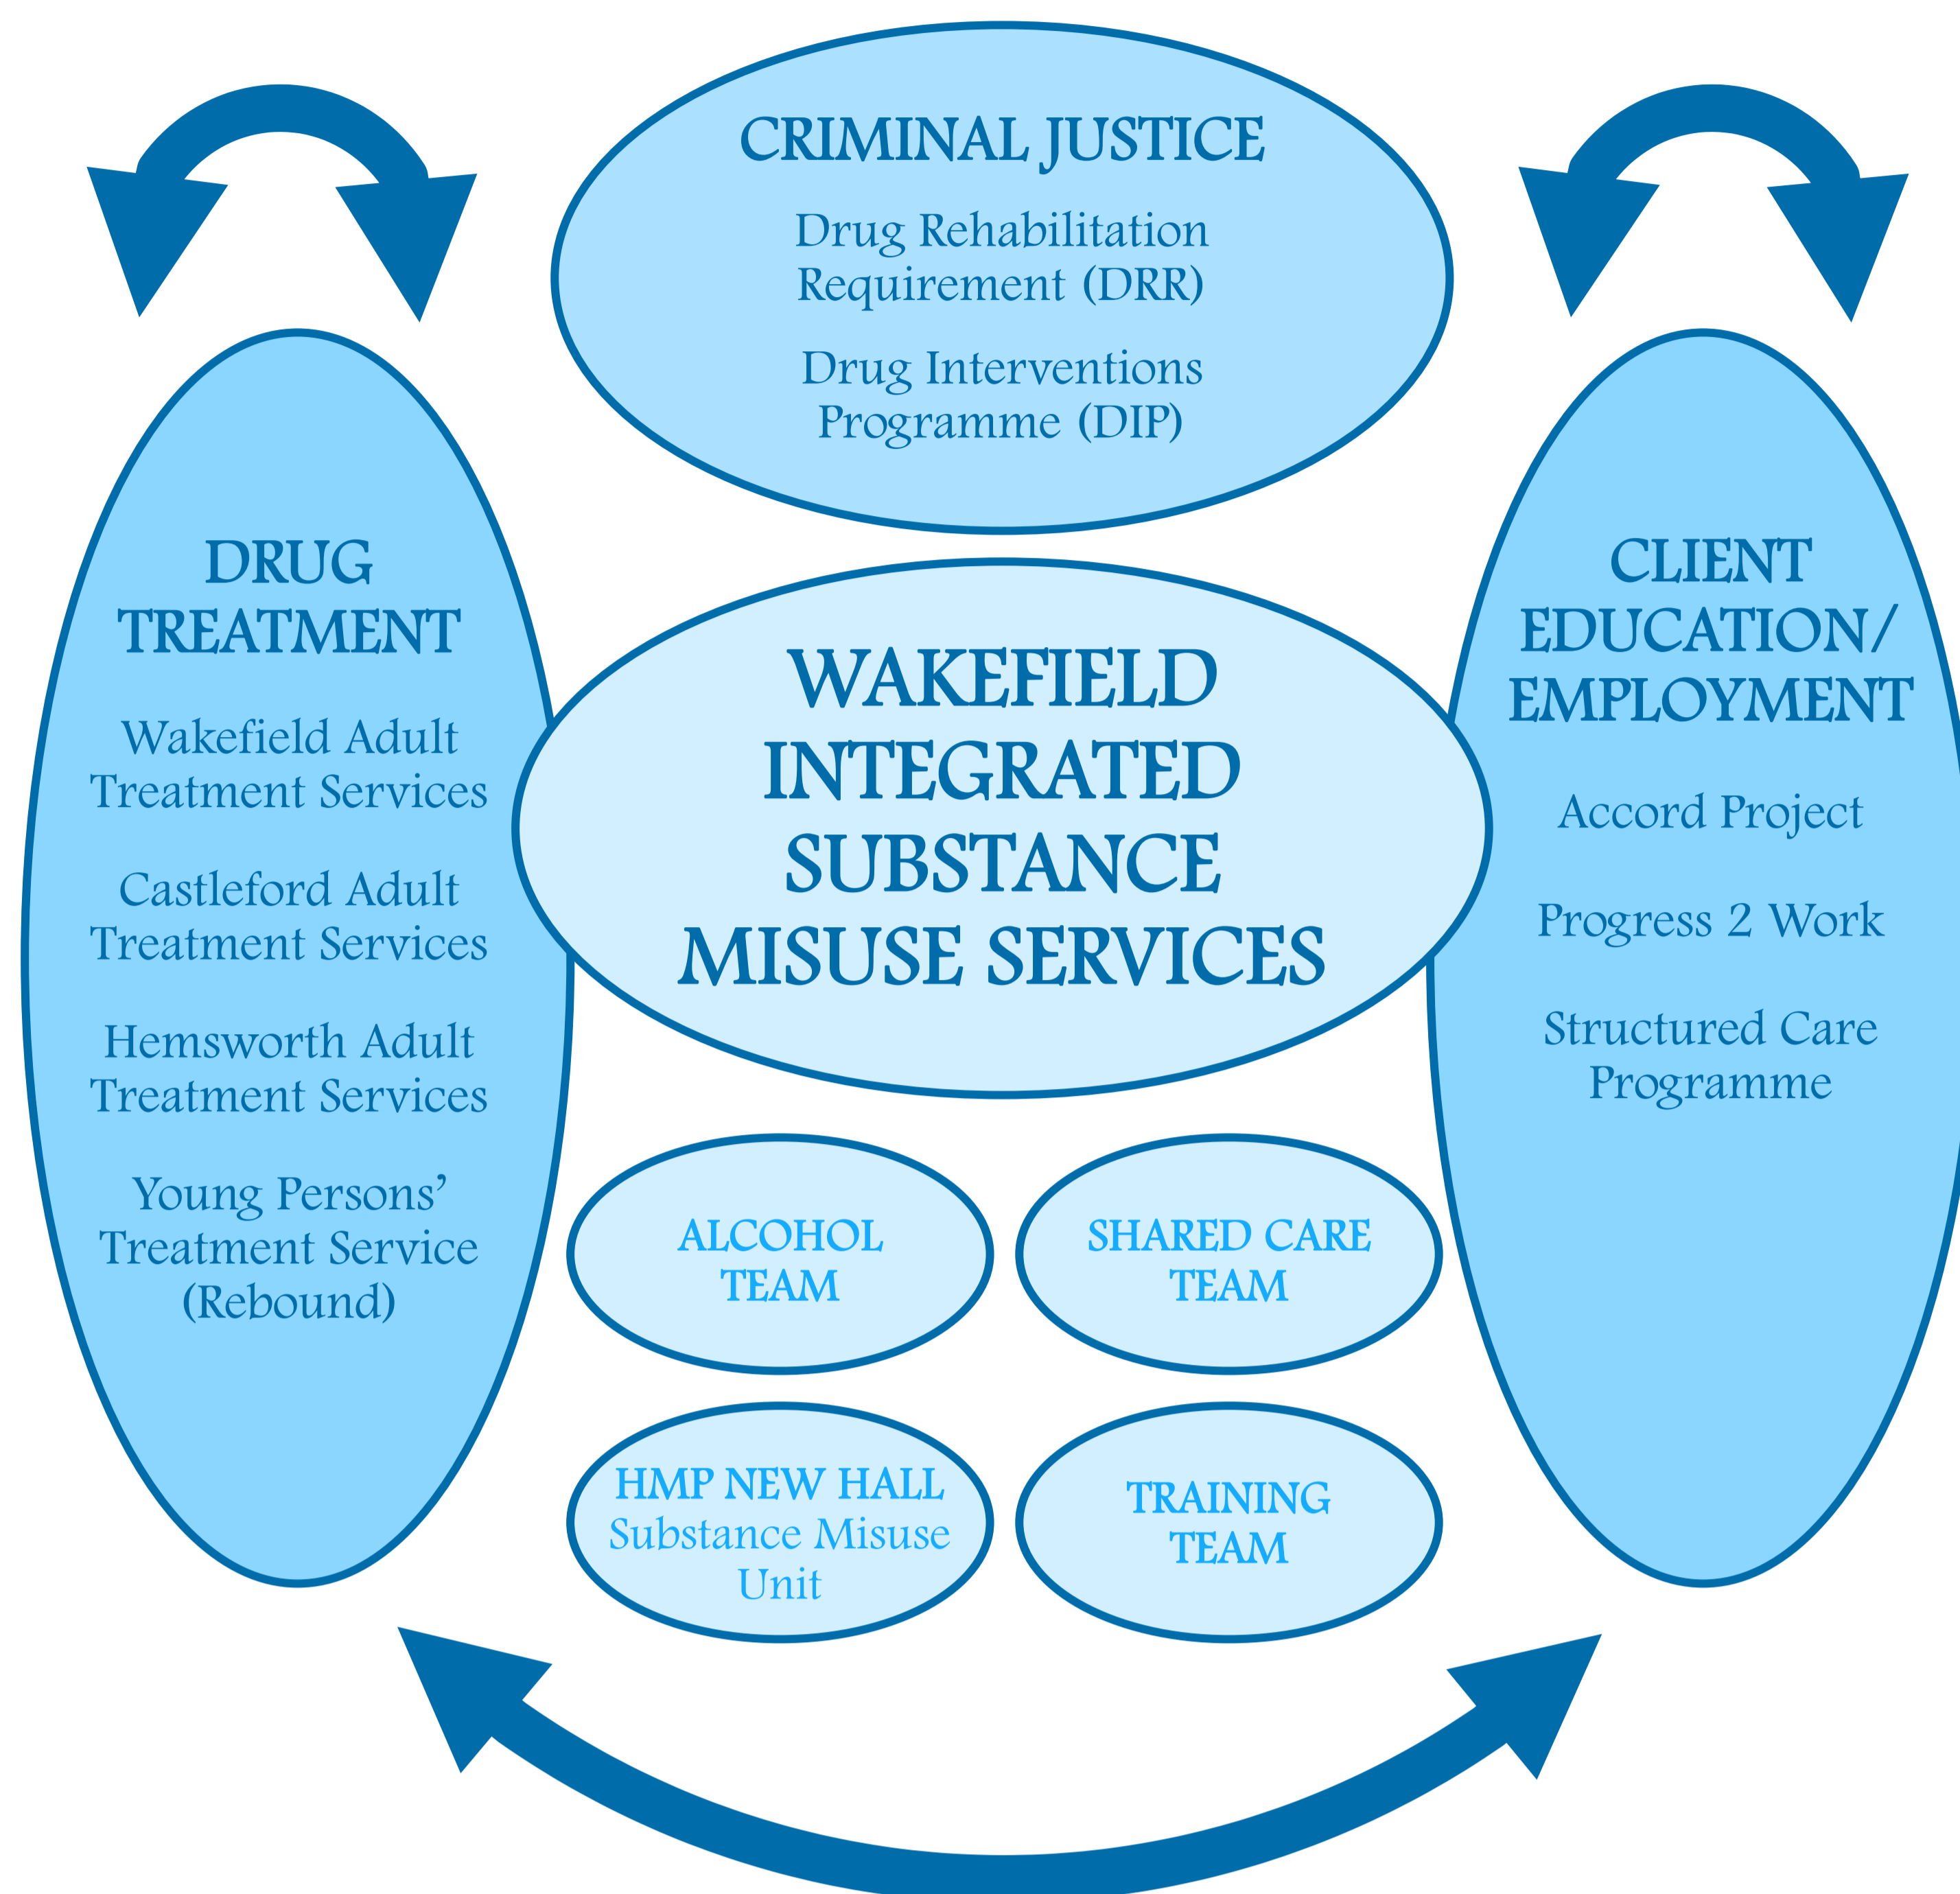 CRIMINAL JUSTICE
Drug Rehabilitation
Requirement (DRR)
Drug Interventions
Programme (DIP)
DRUG
TREATMENT
Wakefield Adult
Treatment Services
Castleford Adult
Treatment Services
Hemsworth Adult
Treatment Services
Young Persons’
Treatment Service
(Rebound)
WAKEFIELD
INTEGRATED
SUBSTANCE
MISUSE SERVICES
CLIENT
EDUCATION/
EMPLOYMENT
Accord Project
Progress 2 Work
Structured Care
Programme
ALCOHOL
TEAM
SHARED CARE
TEAM
HMP NEW HALL
Substance Misuse
Unit
TRAINING
TEAM